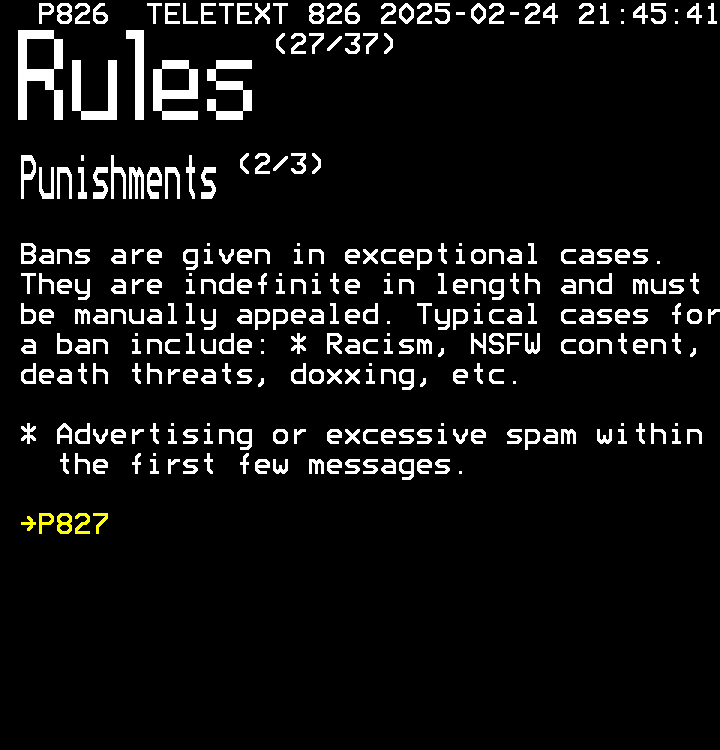 P826  TELETEXT 826 2025-02-24 21:45:41
Rules (27/37)
Punishments (2/3)
Bans are given in exceptional cases.
They are indefinite in length and must
be manually appealed. Typical cases for
a ban include: * Racism, NSFW content,
death threats, doxxing, etc.
* Advertising or excessive spam within
the first few messages.
→P827